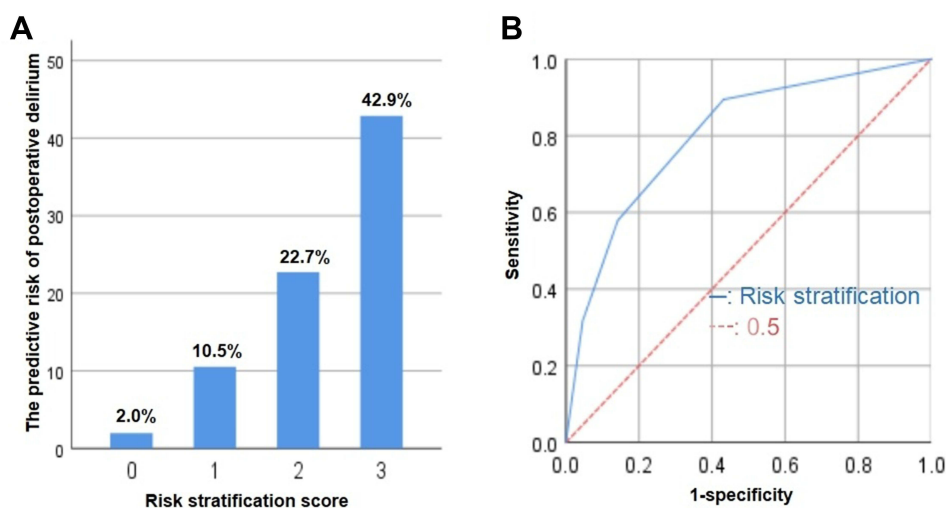 A
The predictive risk of postoperative delirium
50
40
30
20
10
0
2.0%
10.5%
22.7%
42.9%
0 1 2 3
Risk stratification score
B
Sensitivity
1.0
0.8
0.6
0.4
0.2
0.0
—: Risk stratification
---: 0.5
0.0 0.2 0.4 0.6 0.8 1.0
1-specificity